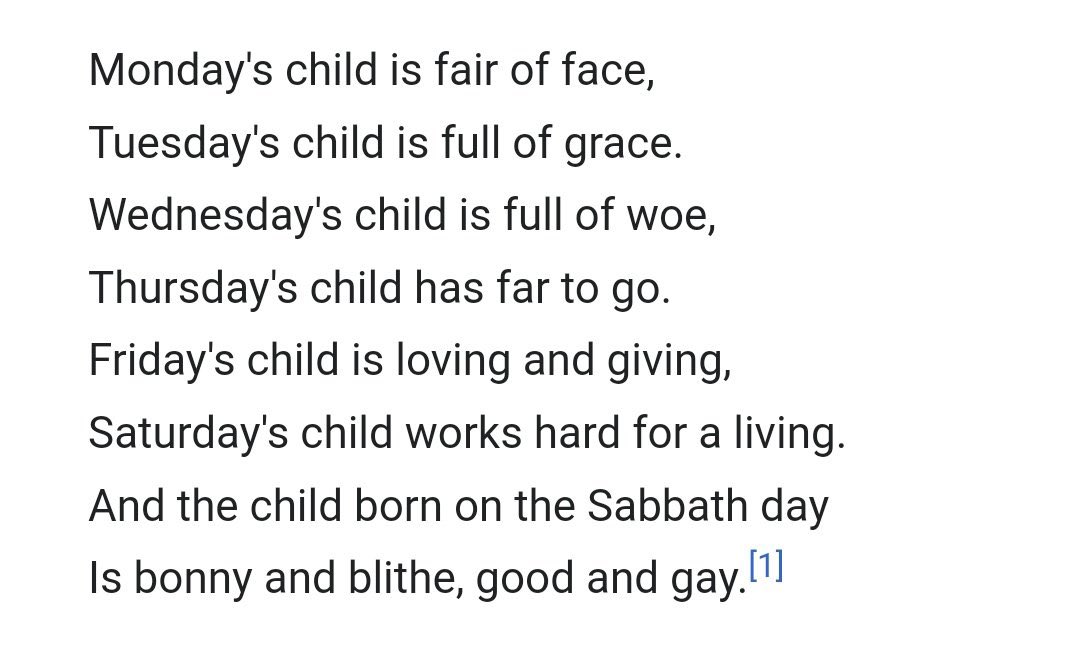 Monday's child is fair of face,
Tuesday's child is full of grace.
Wednesday's child is full of woe,
Thursday's child has far to go.
Friday's child is loving and giving,
Saturday's child works hard for a living.
And the child born on the Sabbath day
Is bonny and blithe, good and gay.[1]